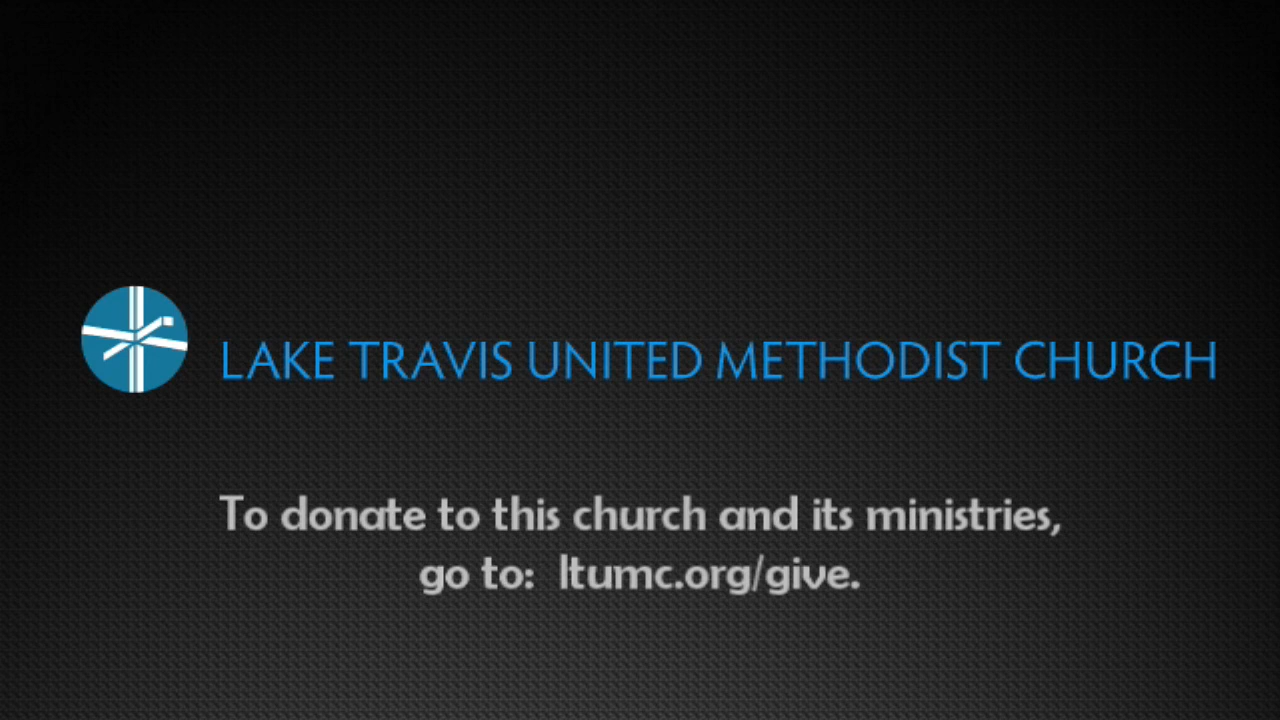 LAKE TRAVIS UNITED METHODIST CHURCH
To donate to this church and its ministries,
go to: ltumc.org/give.